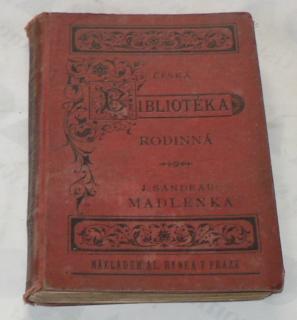 ČESKÁ
BIBLIOTÉKA
RODINNÁ
J. SANDEAU:
MADLENKA
NÁKLADEM AL. HYNKA V PRAZE